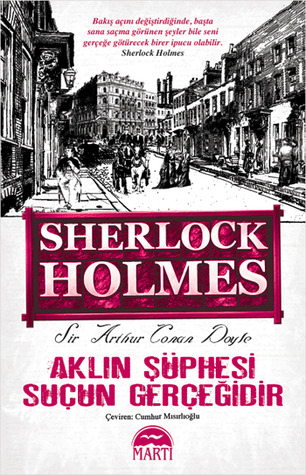 Bakış açını değiştirdiğinde, başta
sana saçma görünen şeyler bile seni
gerçeğe götürecek birer ipucu olabilir.
Sherlock Holmes
SHERLOCK
HOLMES
Sir Arthur Conan Doyle
AKLIN ŞÜPHESİ
SUÇUN GERÇEĞİDİR
Çeviren: Cumhur Mısırlıoğlu
MARTI